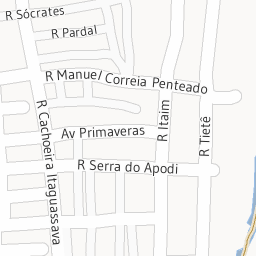 R Sócrates
R Pardal
R Manuel Correia Penteado
R Cachoeira Itaguassava
Av Primaveras
R Itaim
R Tietê
R Serra do Apodi